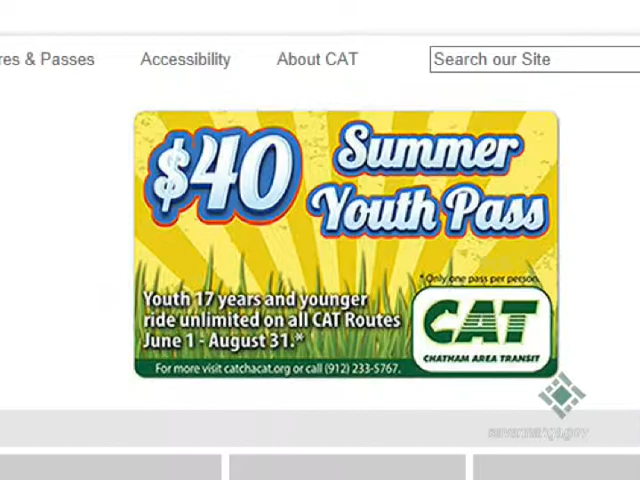 res & Passes Accessibility About CAT Search our Site
$40 Summer
Youth Pass
*Only one pass per person.
Youth 17 years and younger
ride unlimited on all CAT Routes
June 1 - August 31.*
CAT
CHATHAM AREA TRANSIT
For more visit catchacat.org or call (912) 233-5767.
savannahga.gov